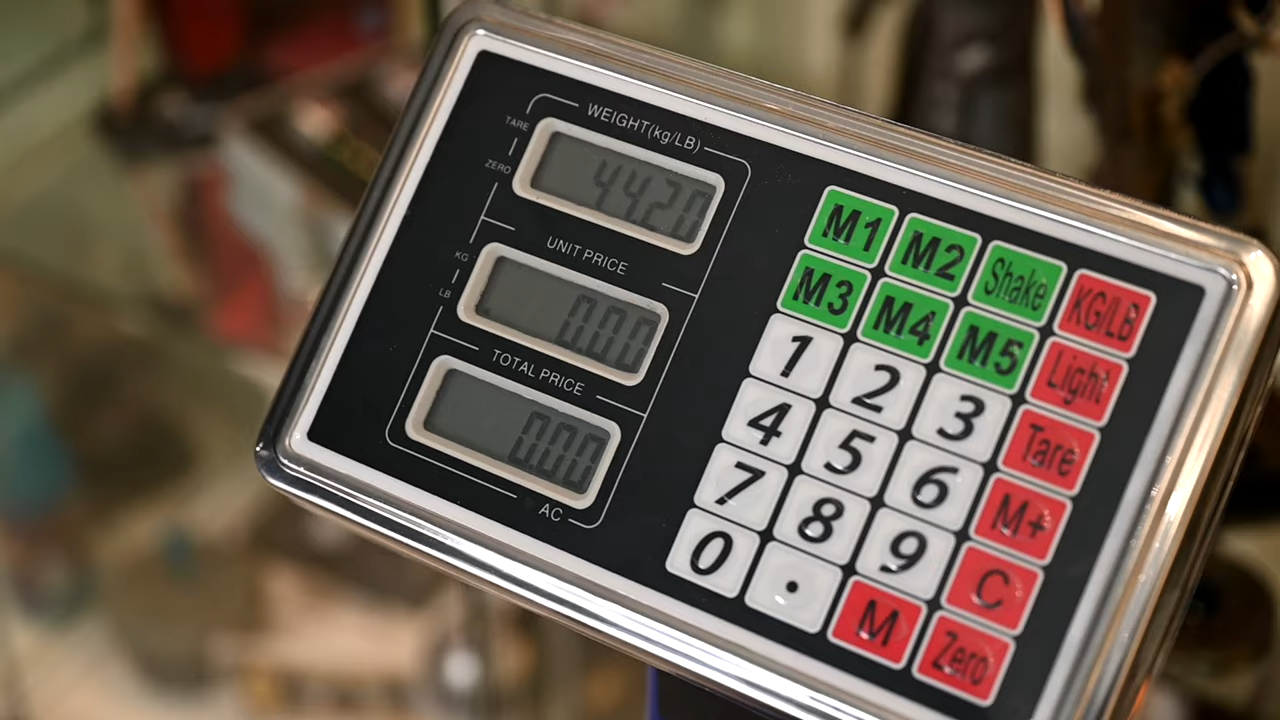 WEIGHT(kg/LB)
TARE
ZERO
44.20
UNIT PRICE
KG
LB
0.00
TOTAL PRICE
0.00
AC
M1 M2 Shake KG/LB
M3 M4 M5 Light
1 2 3 Tare
4 5 6 M+
7 8 9 C
0 . M Zero